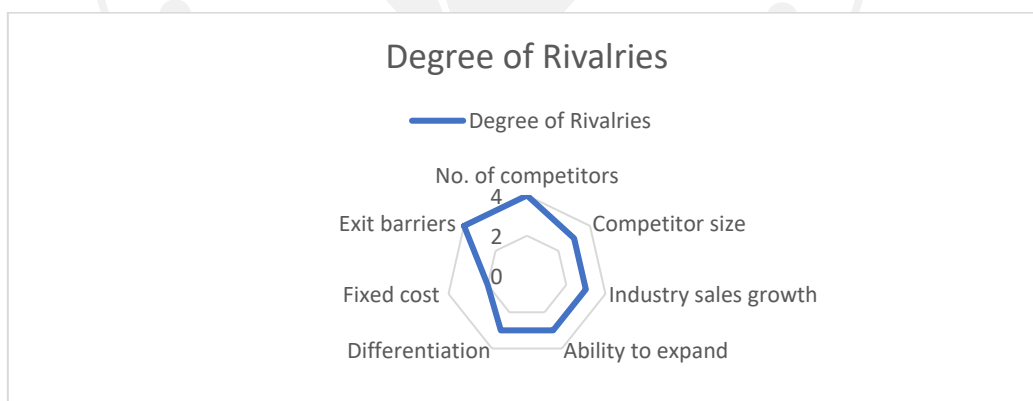 Degree of Rivalries
Degree of Rivalries
No. of competitors
4
Exit barriers
Competitor size
2
0
Fixed cost
Industry sales growth
Differentiation
Ability to expand